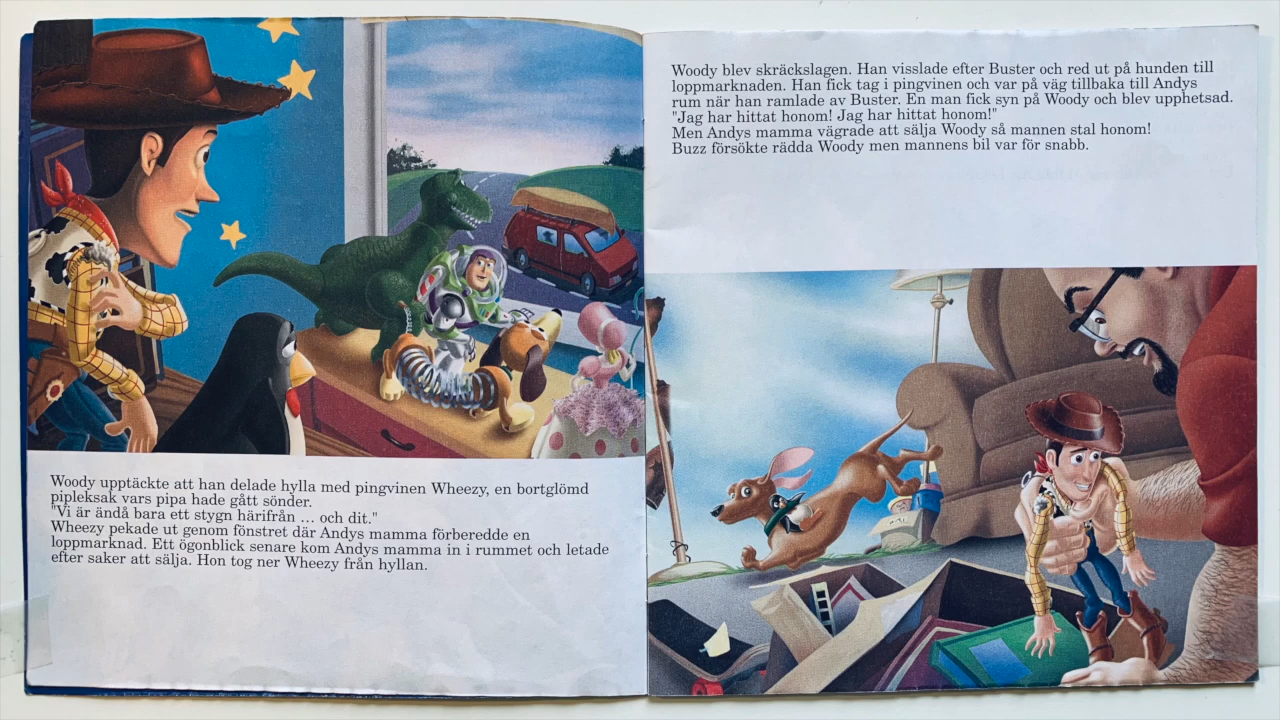 Woody upptäckte att han delade hylla med pingvinen Wheezy, en bortglömd
pipleksak vars pipa hade gått sönder.
"Vi är ändå bara ett stygn härifrån ... och dit."
Wheezy pekade ut genom fönstret där Andys mamma förberedde en
loppmarknad. Ett ögonblick senare kom Andys mamma in i rummet och letade
efter saker att sälja. Hon tog ner Wheezy från hyllan.
Woody blev skräckslagen. Han visslade efter Buster och red ut på hunden till
loppmarknaden. Han fick tag i pingvinen och var på väg tillbaka till Andys
rum när han ramlade av Buster. En man fick syn på Woody och blev upphetsad.
"Jag har hittat honom! Jag har hittat honom!"
Men Andys mamma vägrade att sälja Woody så mannen stal honom!
Buzz försökte rädda Woody men mannens bil var för snabb.